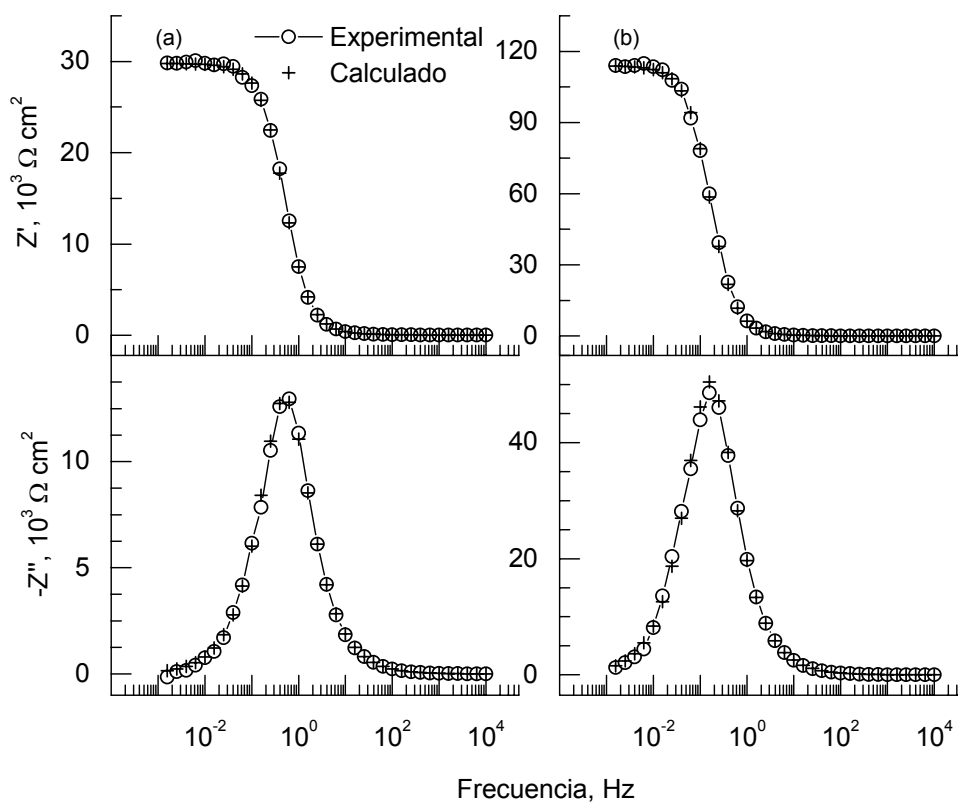 (a)
Experimental
Calculado
(b)
30
20
10
0
Z', 10³ Ω cm²
120
90
60
30
0
13
5
0
-Z'', 10³ Ω cm²
40
20
0
10⁻² 10⁰ 10² 10⁴
10⁻² 10⁰ 10² 10⁴
Frecuencia, Hz